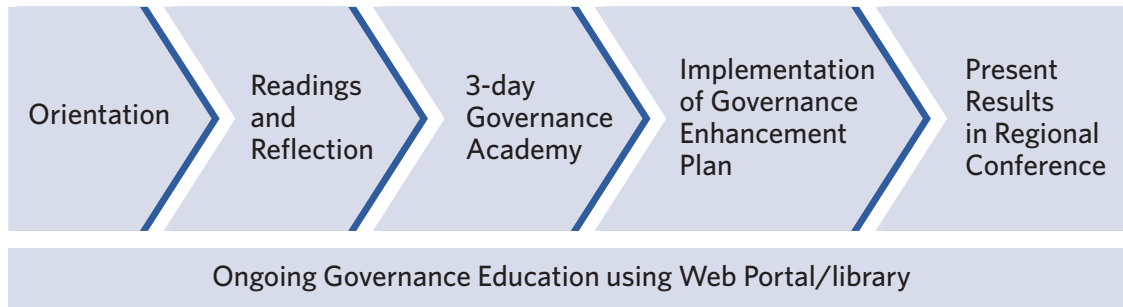 Orientation
Readings
and
Reflection
3-day
Governance
Academy
Implementation
of Governance
Enhancement
Plan
Present
Results
in Regional
Conference
Ongoing Governance Education using Web Portal/library